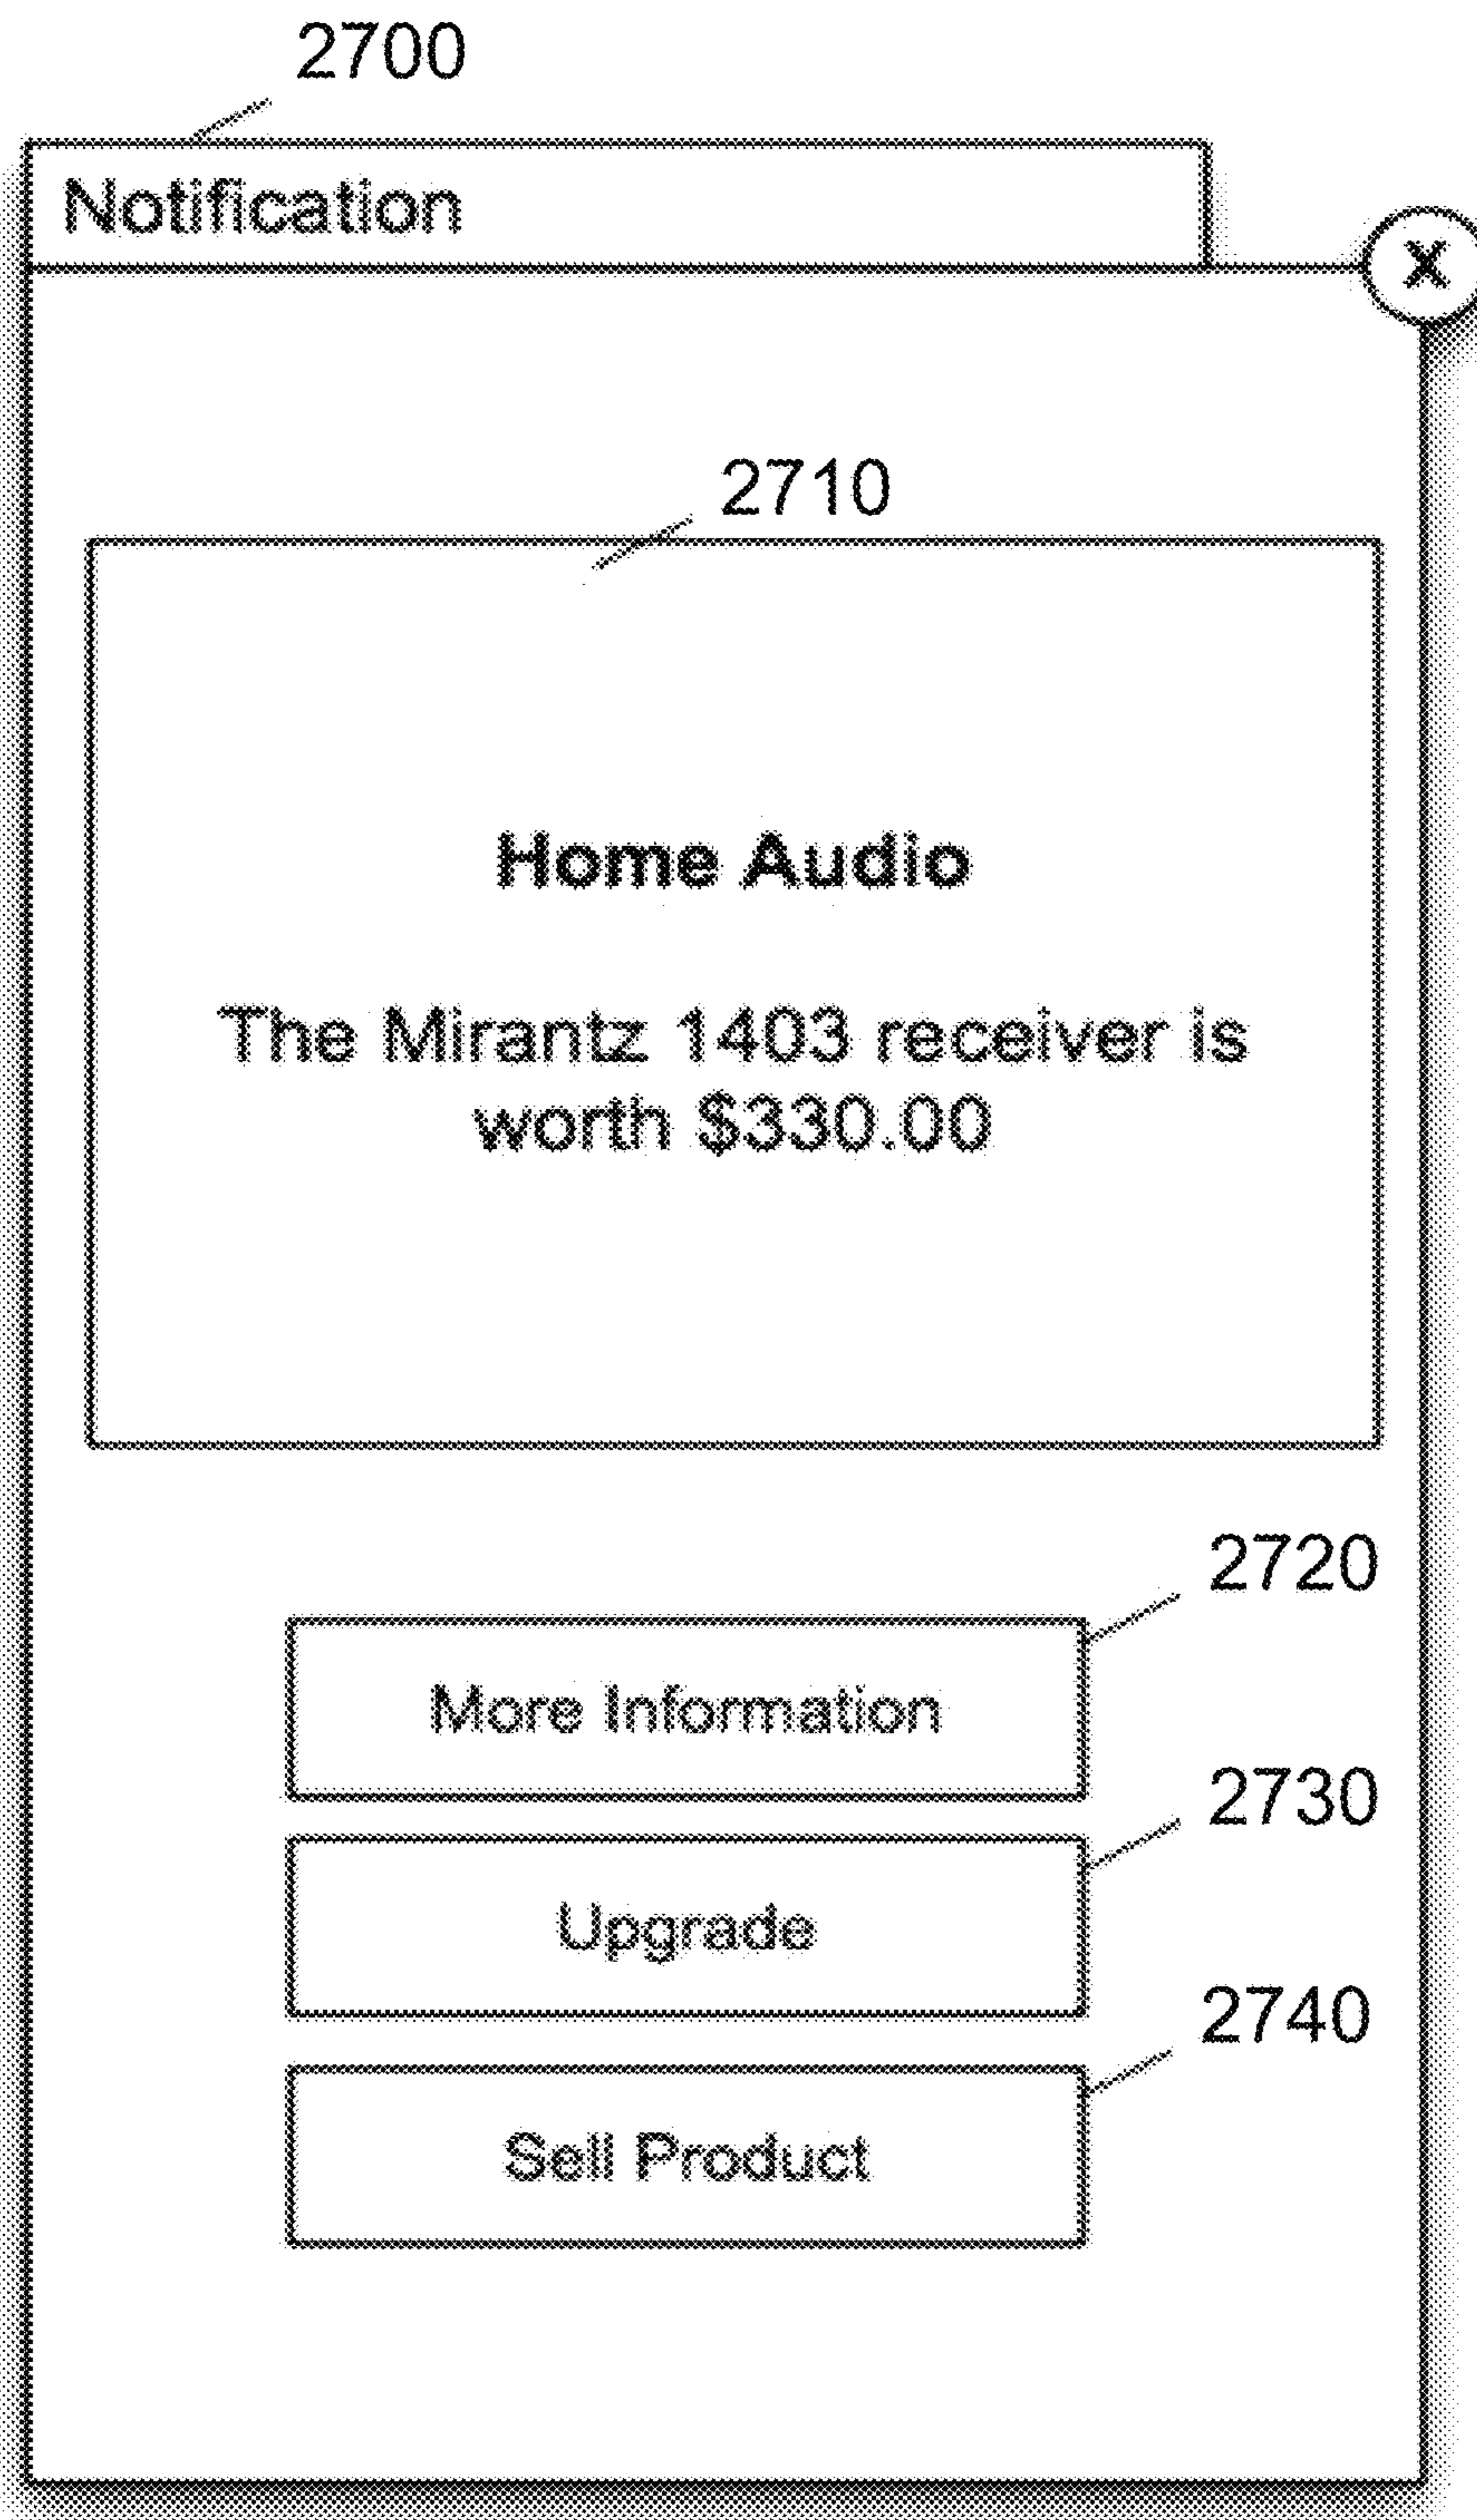 2700
Notification
X
2710
Home Audio
The Mirantz 1403 receiver is
worth $330.00
2720
More Information
2730
Upgrade
2740
Sell Product